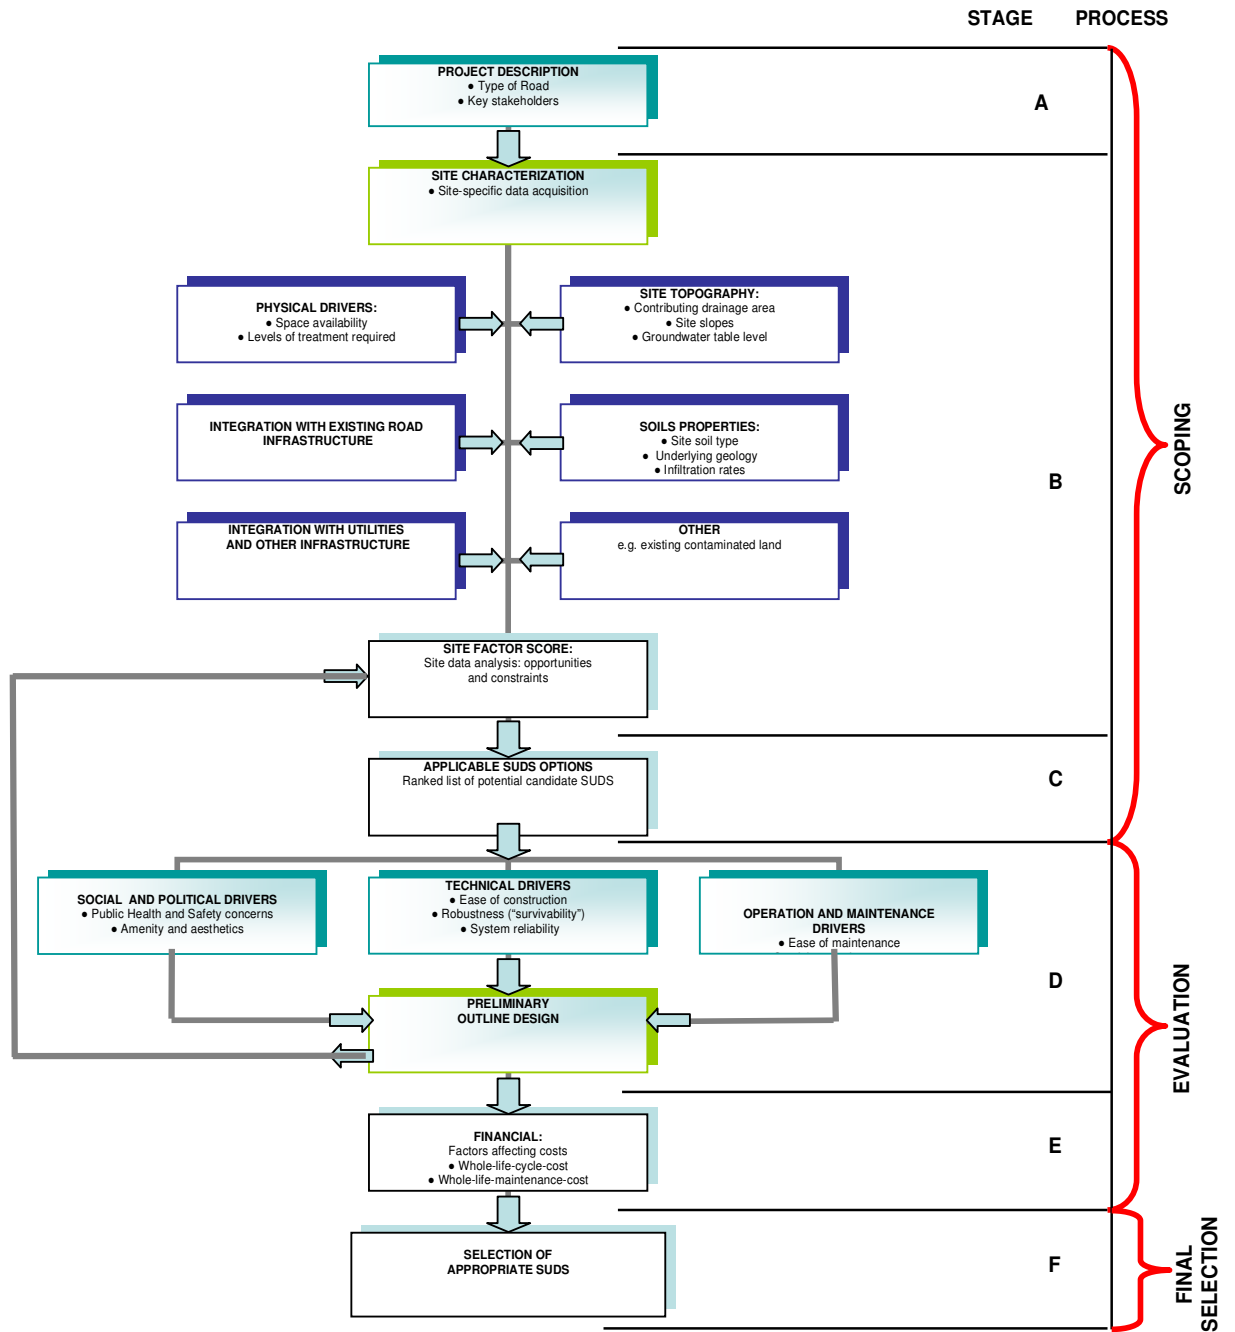 STAGE PROCESS
PROJECT DESCRIPTION
● Type of Road
● Key stakeholders
A
SITE CHARACTERIZATION
● Site-specific data acquisition
PHYSICAL DRIVERS:
● Space availability
● Levels of treatment required
SITE TOPOGRAPHY:
● Contributing drainage area
● Site slopes
● Groundwater table level
INTEGRATION WITH EXISTING ROAD
INFRASTRUCTURE
SOILS PROPERTIES:
● Site soil type
● Underlying geology
● Infiltration rates
B
SCOPING
INTEGRATION WITH UTILITIES
AND OTHER INFRASTRUCTURE
OTHER
e.g. existing contaminated land
SITE FACTOR SCORE:
Site data analysis: opportunities
and constraints
APPLICABLE SUDS OPTIONS
Ranked list of potential candidate SUDS
C
SOCIAL AND POLITICAL DRIVERS
● Public Health and Safety concerns
● Amenity and aesthetics
TECHNICAL DRIVERS
● Ease of construction
● Robustness (“survivability”)
● System reliability
OPERATION AND MAINTENANCE
DRIVERS
● Ease of maintenance
D
PRELIMINARY
OUTLINE DESIGN
EVALUATION
FINANCIAL:
Factors affecting costs
● Whole-life-cycle-cost
● Whole-life-maintenance-cost
E
SELECTION OF
APPROPRIATE SUDS
F
FINAL
SELECTION